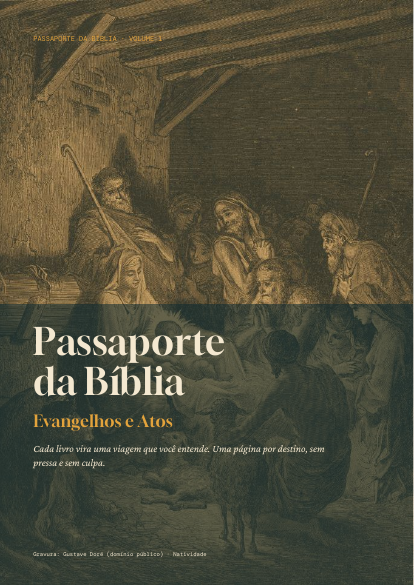 PASSAPORTE DA BÍBLIA · VOLUME 1
Passaporte
da Bíblia
Evangelhos e Atos
Cada livro vira uma viagem que você entende. Uma página por destino, sem
pressa e sem culpa.
Gravura: Gustave Doré (domínio público) · Natividade